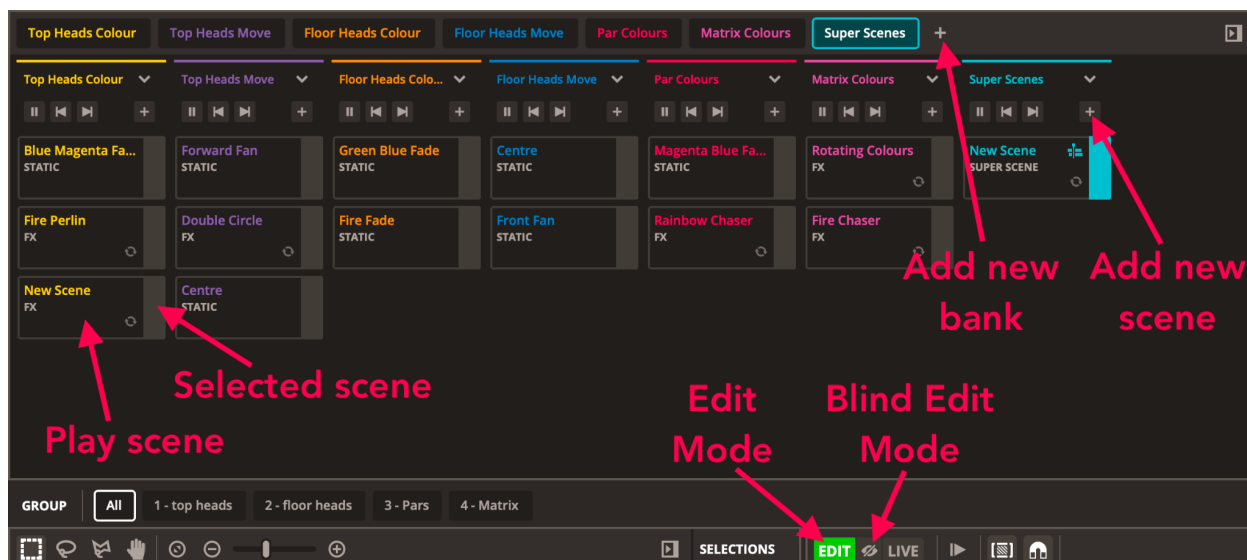 Top Heads Colour Top Heads Move Floor Heads Colour Floor Heads Move Par Colours Matrix Colours Super Scenes +
Top Heads Colour Top Heads Move Floor Heads Colo... Floor Heads Move Par Colours Matrix Colours Super Scenes
+ + + + + + +
Blue Magenta Fa... Forward Fan Green Blue Fade Centre Magenta Blue Fa... Rotating Colours New Scene
STATIC STATIC STATIC STATIC STATIC FX SUPER SCENE
Fire Perlin Double Circle Fire Fade Front Fan Rainbow Chaser Fire Chaser
FX FX STATIC STATIC FX FX
New Scene Centre
FX STATIC
Add new bank
Add new scene
Selected scene
Play scene
Edit Mode
Blind Edit Mode
GROUP All 1 - top heads 2 - floor heads 3 - Pars 4 - Matrix
SELECTIONS EDIT LIVE